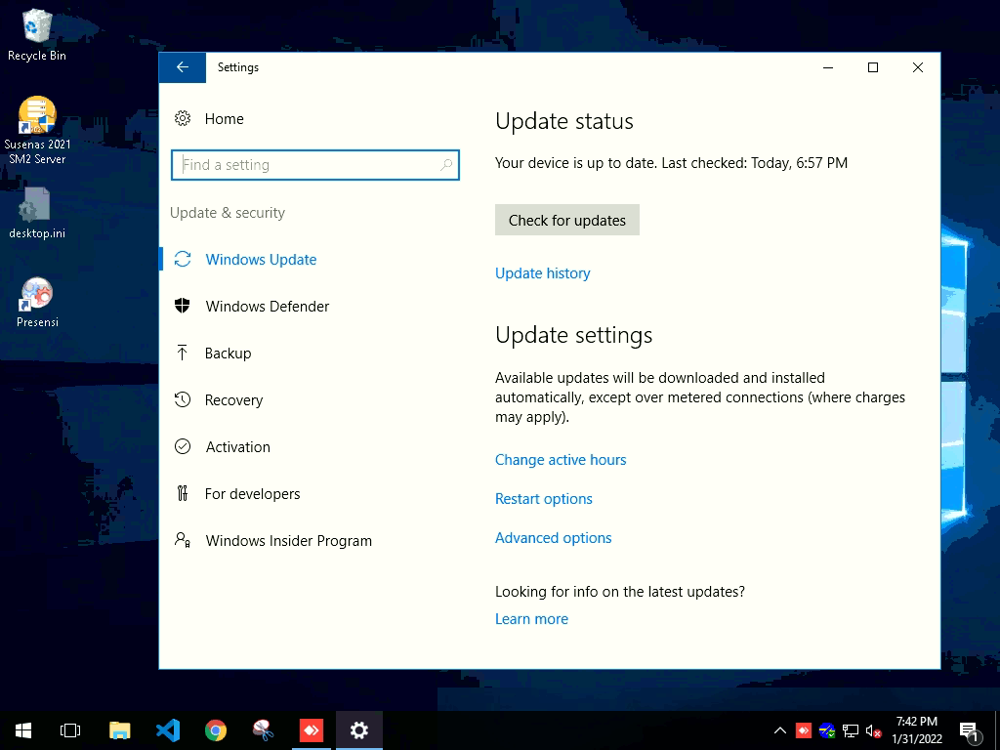 Recycle Bin
Susenas 2021
SM2 Server
desktop.ini
Presensi
Settings
Home
Find a setting
Update & security
Windows Update
Windows Defender
Backup
Recovery
Activation
For developers
Windows Insider Program
Update status
Your device is up to date. Last checked: Today, 6:57 PM
Check for updates
Update history
Update settings
Available updates will be downloaded and installed
automatically, except over metered connections (where charges
may apply).
Change active hours
Restart options
Advanced options
Looking for info on the latest updates?
Learn more
7:42 PM
1/31/2022
1